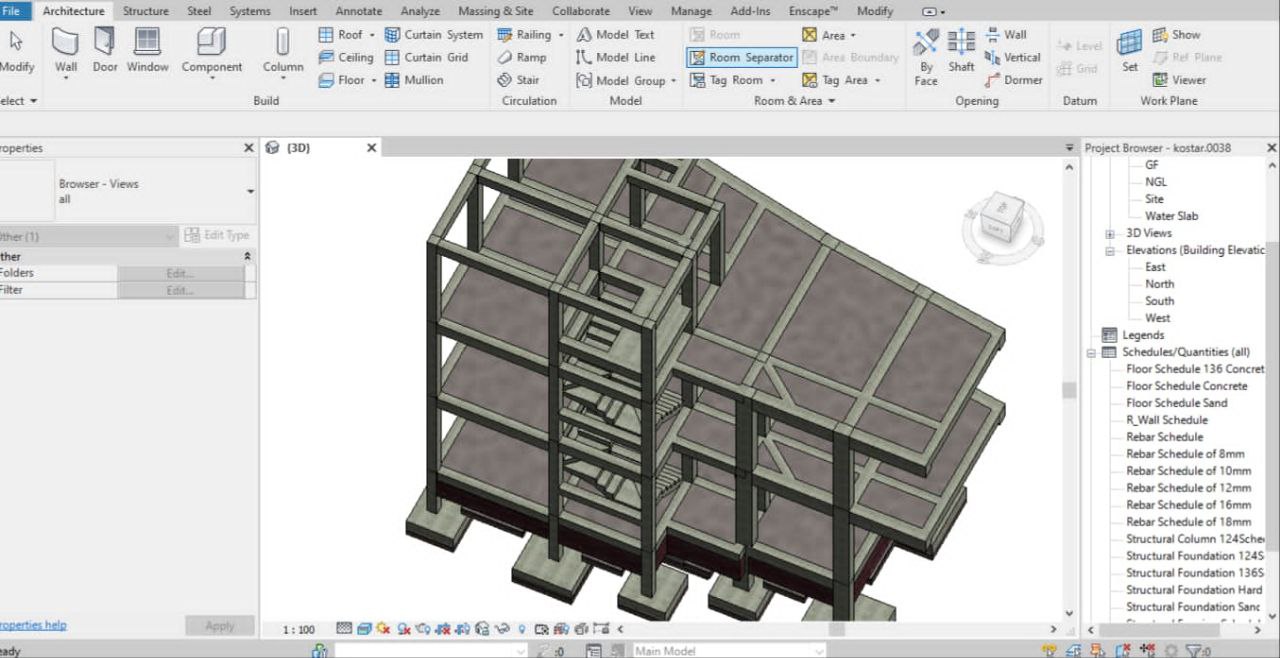 File Architecture Structure Steel Systems Insert Annotate Analyze Massing & Site Collaborate View Manage Add-Ins Enscape™ Modify
Roof Curtain System Railing Model Text Room Area Wall Level Show
Ceiling Curtain Grid Ramp Model Line Room Separator Area Boundary Vertical Grid Ref Plane
Modify Wall Door Window Component Column By Face Shaft Set
Floor Mullion Stair Model Group Tag Room Tag Area Dormer Viewer
elect Build Circulation Model Room & Area Opening Datum Work Plane
roperties {3D} Project Browser - kostar.0038
Browser - Views
all
ther (1) Edit Type
ther
Folders Edit...
Filter Edit...
GF
NGL
Site
Water Slab
3D Views
Elevations (Building Elevatic
East
North
South
West
Legends
Schedules/Quantities (all)
Floor Schedule 136 Concret
Floor Schedule Concrete
Floor Schedule Sand
R_Wall Schedule
Rebar Schedule
Rebar Schedule of 8mm
Rebar Schedule of 10mm
Rebar Schedule of 12mm
Rebar Schedule of 16mm
Rebar Schedule of 18mm
Structural Column 124Sche
Structural Foundation 124S
Structural Foundation 136S
Structural Foundation Hard
Structural Foundation Sanc
roperties help Apply
1 : 100
eady :0 Main Model :0